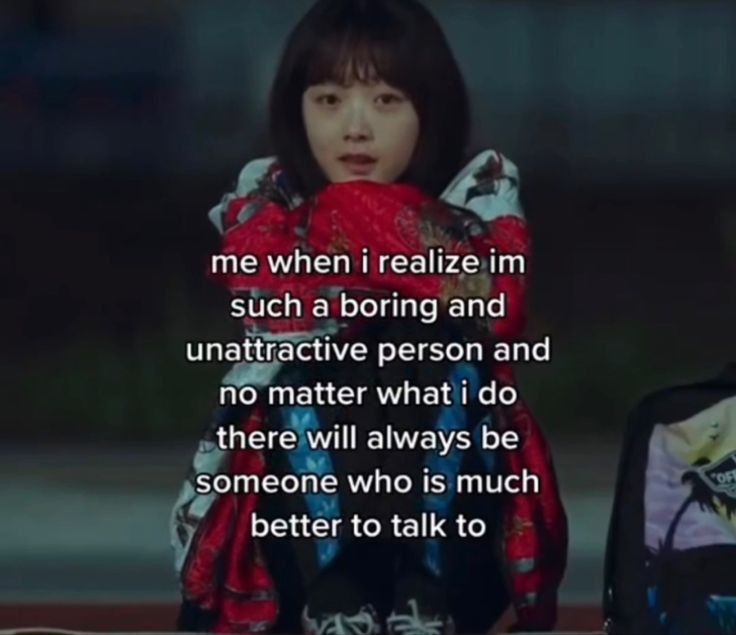 me when i realize im
such a boring and
unattractive person and
no matter what i do
there will always be
someone who is much
better to talk to